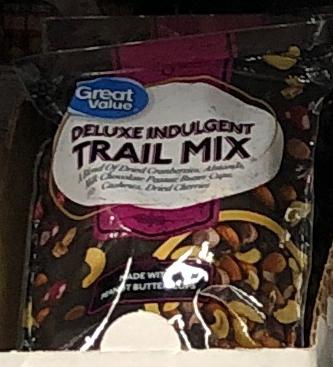 Great
Value
DELUXE INDULGENT
TRAIL MIX
A Blend Of Dried Cranberries, Almonds,
Milk Chocolate Peanut Butter Cups,
Cashews, Dried Cherries
MADE WITH
PEANUT BUTTER CUPS